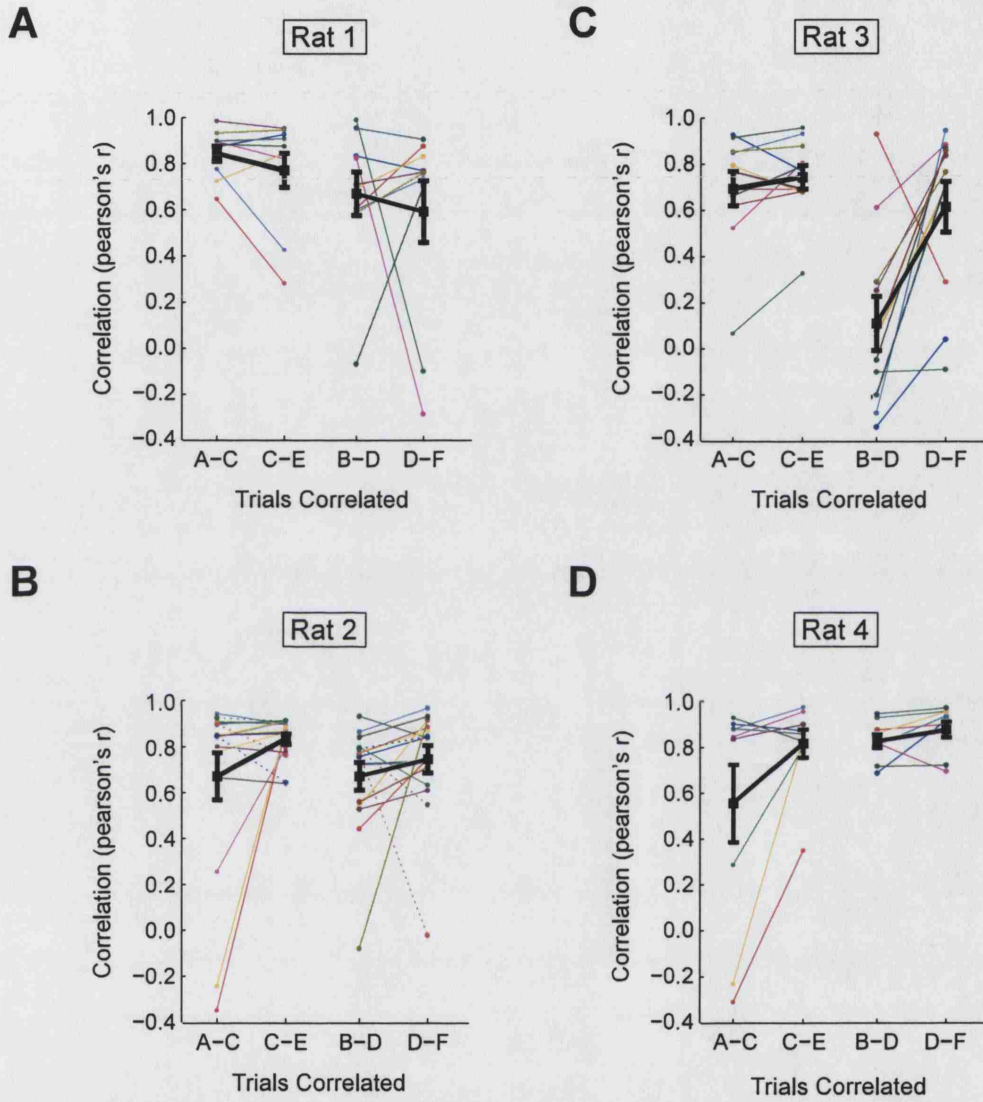 A
Rat 1
Correlation (pearson's r)
1.0
0.8
0.6
0.4
0.2
0.0
−0.2
−0.4
A−C C−E B−D D−F
Trials Correlated
B
Rat 2
Correlation (pearson's r)
1.0
0.8
0.6
0.4
0.2
0.0
−0.2
−0.4
A−C C−E B−D D−F
Trials Correlated
C
Rat 3
Correlation (pearson's r)
1.0
0.8
0.6
0.4
0.2
0.0
−0.2
−0.4
A−C C−E B−D D−F
Trials Correlated
D
Rat 4
Correlation (pearson's r)
1.0
0.8
0.6
0.4
0.2
0.0
−0.2
−0.4
A−C C−E B−D D−F
Trials Correlated